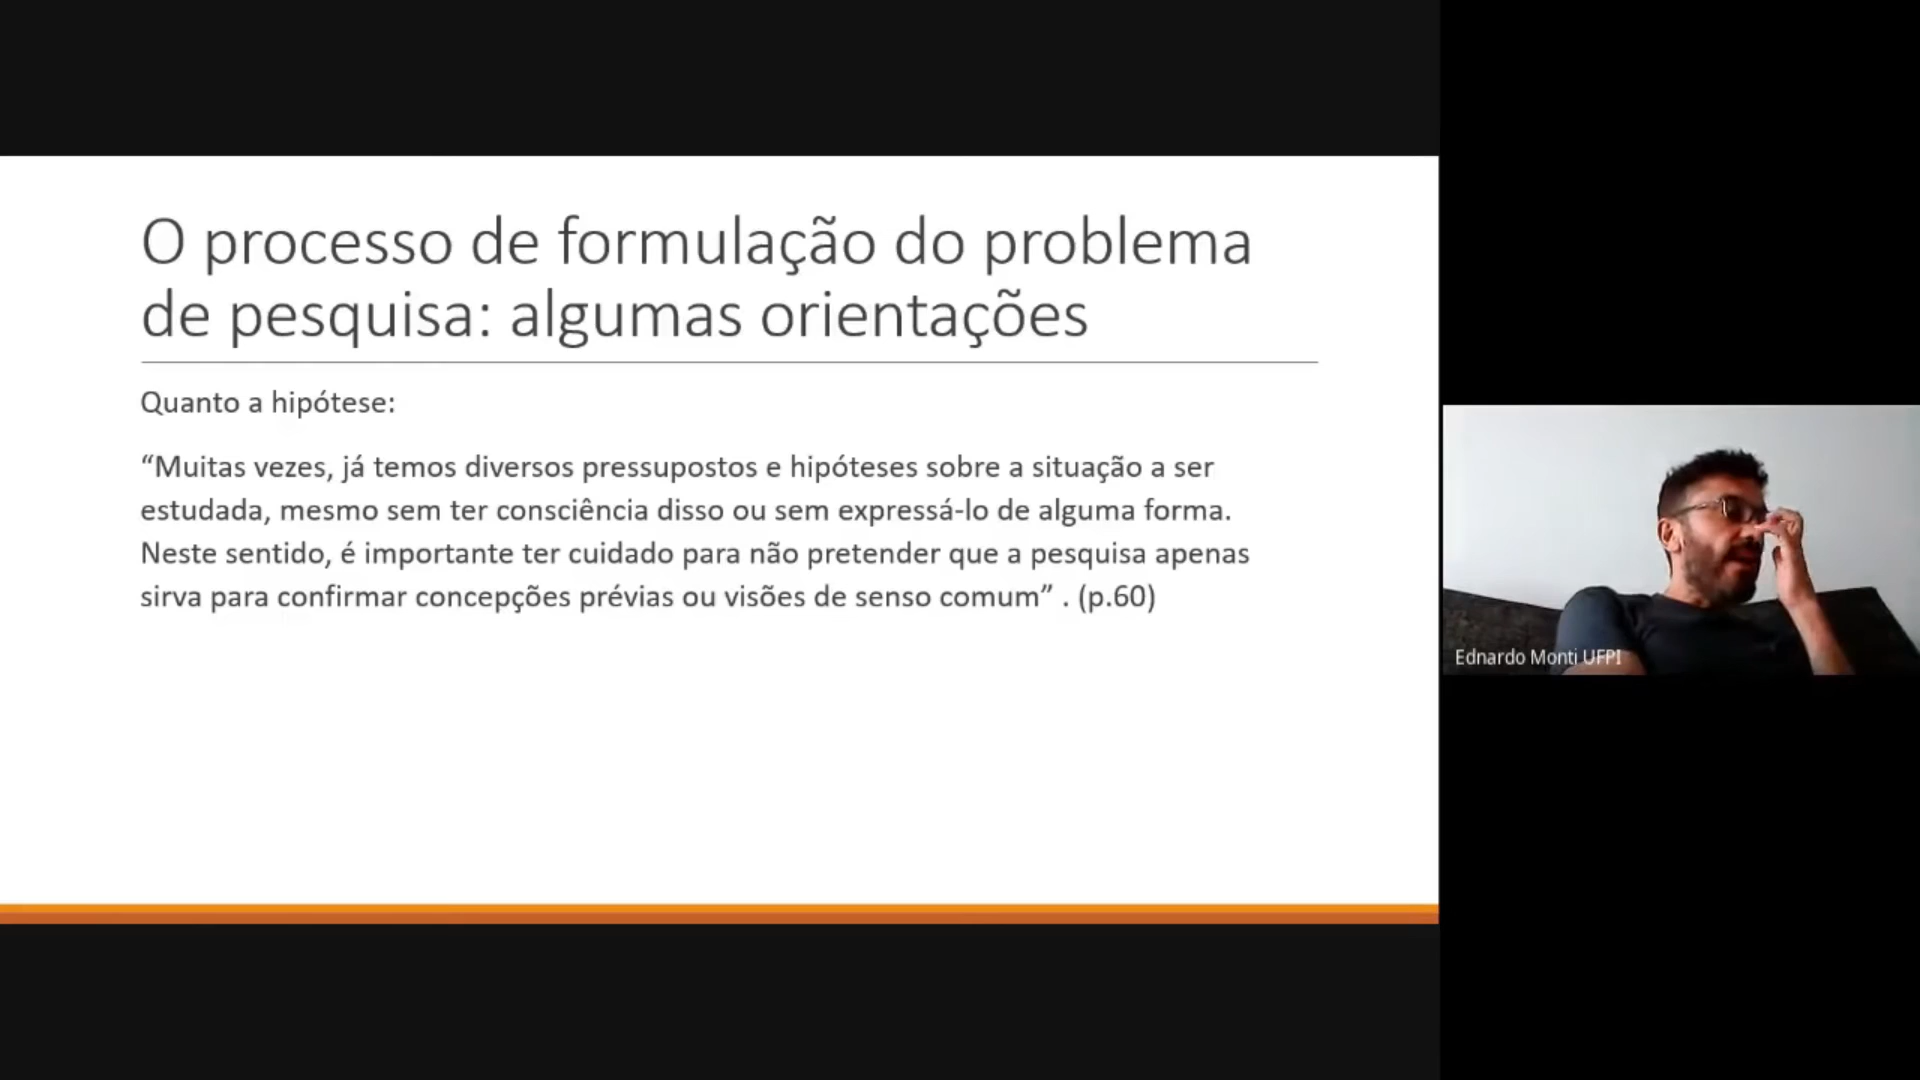 O processo de formulação do problema
de pesquisa: algumas orientações
Quanto a hipótese:
“Muitas vezes, já temos diversos pressupostos e hipóteses sobre a situação a ser
estudada, mesmo sem ter consciência disso ou sem expressá-lo de alguma forma.
Neste sentido, é importante ter cuidado para não pretender que a pesquisa apenas
sirva para confirmar concepções prévias ou visões de senso comum” . (p.60)
Ednardo Monti UFPI